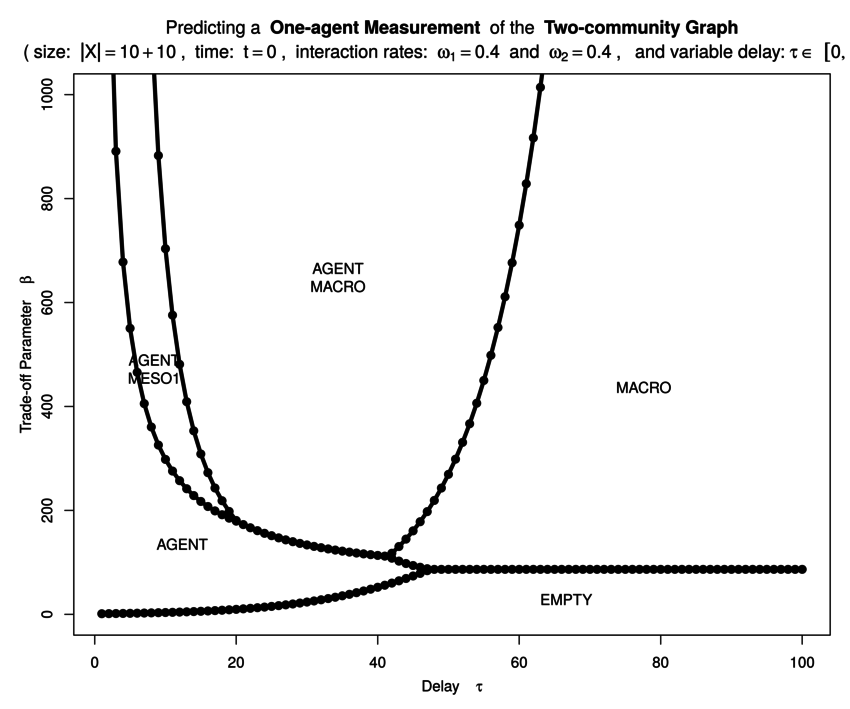 Predicting a One-agent Measurement of the Two-community Graph
( size: |X| = 10 + 10 , time: t = 0 , interaction rates: ω₁ = 0.4 and ω₂ = 0.4 , and variable delay: τ ∈ [0,
1000
800
600
400
200
0
Trade-off Parameter β
AGENT
MACRO
AGENT
MESO1
MACRO
AGENT
EMPTY
0 20 40 60 80 100
Delay τ